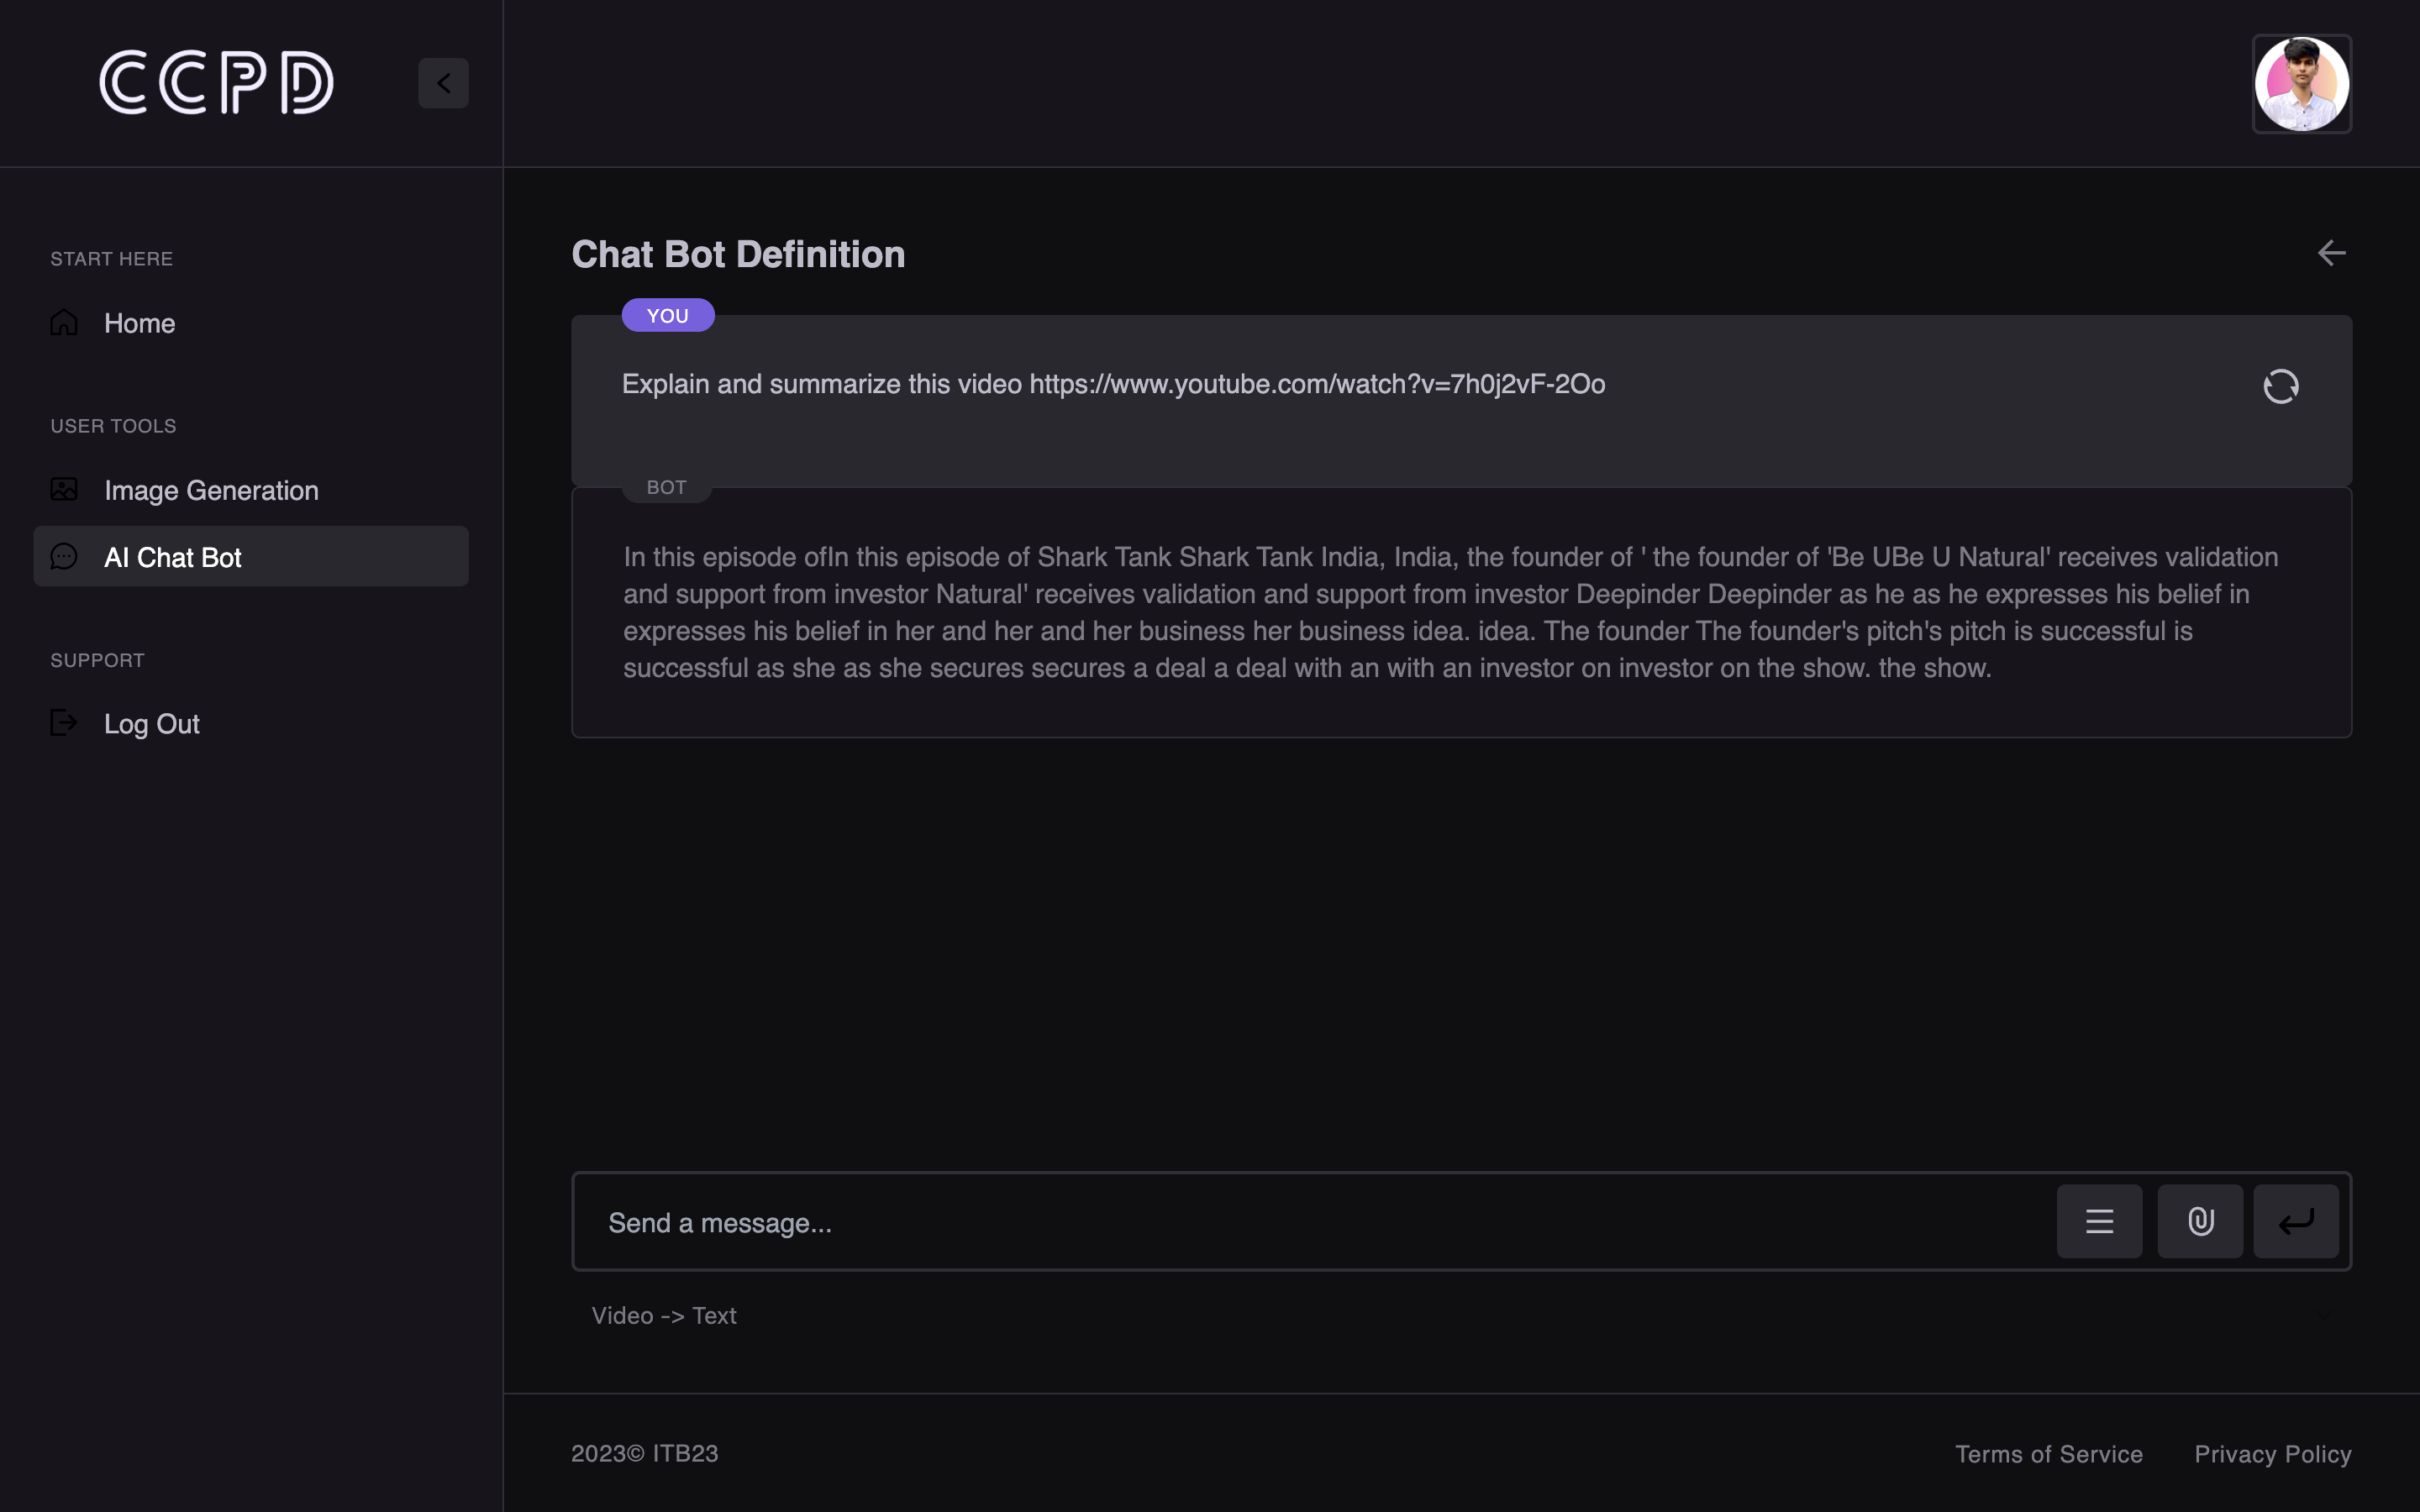 CCPD
START HERE
Home
USER TOOLS
Image Generation
AI Chat Bot
SUPPORT
Log Out
Chat Bot Definition
YOU
Explain and summarize this video https://www.youtube.com/watch?v=7h0j2vF-2Oo
BOT
In this episode ofIn this episode of Shark Tank Shark Tank India, India, the founder of ' the founder of 'Be UBe U Natural' receives validation
and support from investor Natural' receives validation and support from investor Deepinder Deepinder as he as he expresses his belief in
expresses his belief in her and her and her business her business idea. idea. The founder The founder's pitch's pitch is successful is
successful as she as she secures secures a deal a deal with an with an investor on investor on the show. the show.
Send a message...
Video -> Text
2023© ITB23
Terms of Service
Privacy Policy